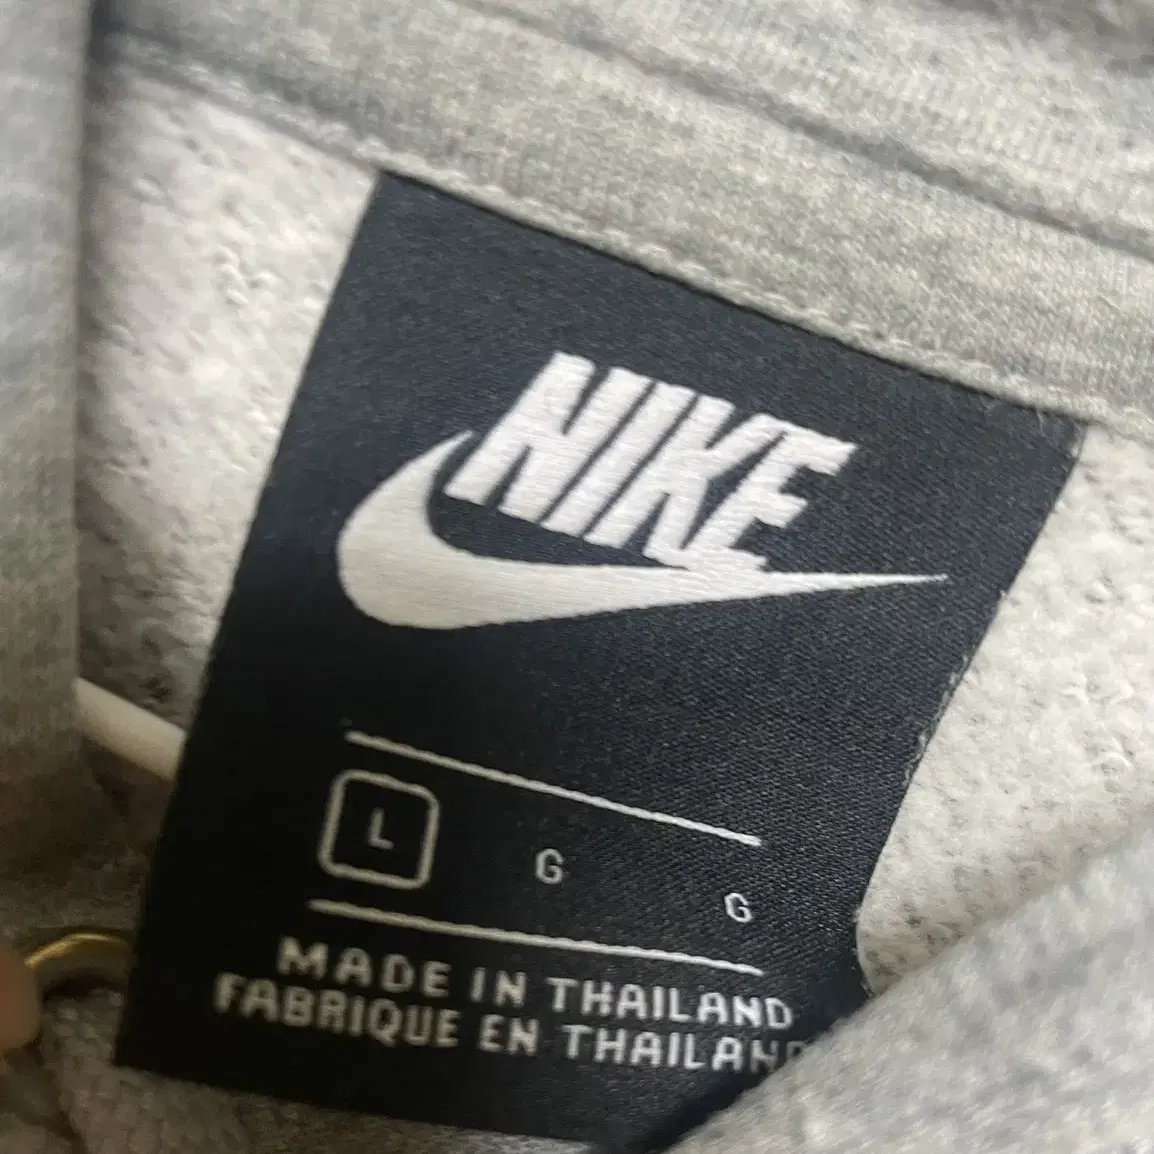 NIKE
L G G
MADE IN THAILAND
FABRIQUE EN THAILAND